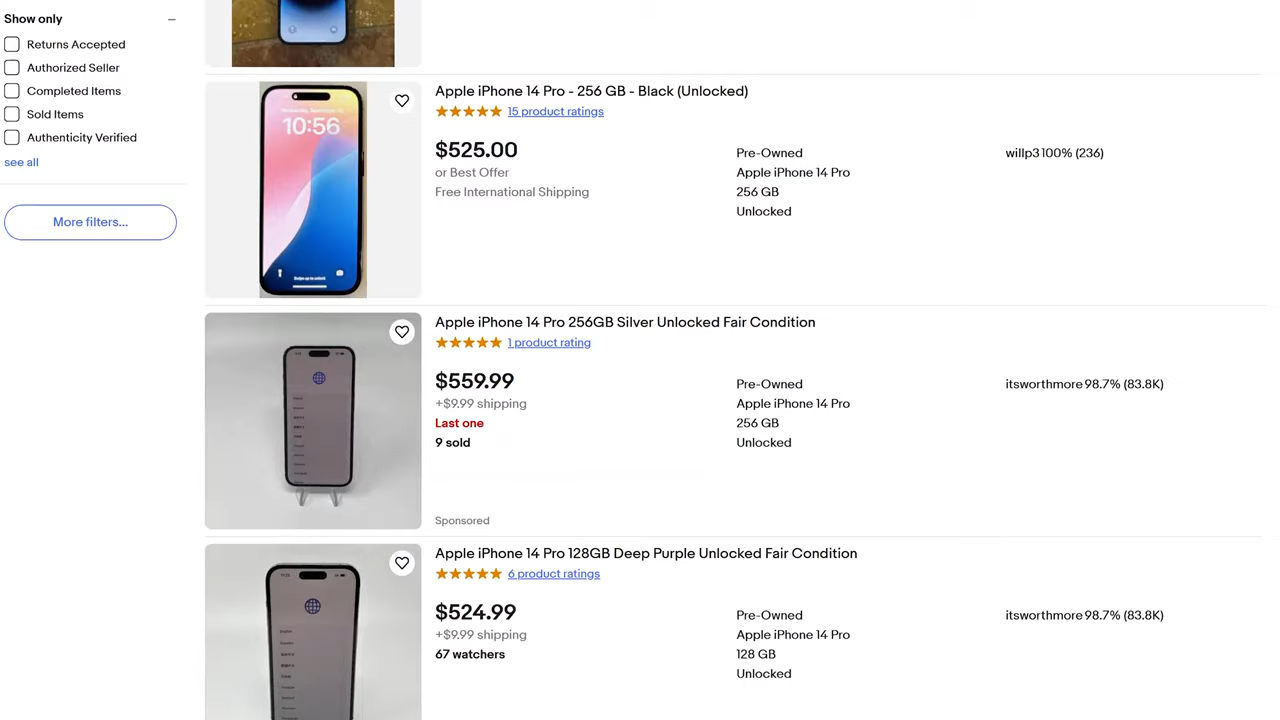 Show only
Returns Accepted
Authorized Seller
Completed Items
Sold Items
Authenticity Verified
see all
More filters...
Apple iPhone 14 Pro - 256 GB - Black (Unlocked)
15 product ratings
$525.00
or Best Offer
Free International Shipping
Pre-Owned
Apple iPhone 14 Pro
256 GB
Unlocked
willp3 100% (236)
10:56
Swipe up to unlock
Apple iPhone 14 Pro 256GB Silver Unlocked Fair Condition
1 product rating
$559.99
+$9.99 shipping
Last one
9 sold
Sponsored
Pre-Owned
Apple iPhone 14 Pro
256 GB
Unlocked
itsworthmore 98.7% (83.8K)
Apple iPhone 14 Pro 128GB Deep Purple Unlocked Fair Condition
6 product ratings
$524.99
+$9.99 shipping
67 watchers
Pre-Owned
Apple iPhone 14 Pro
128 GB
Unlocked
itsworthmore 98.7% (83.8K)
English